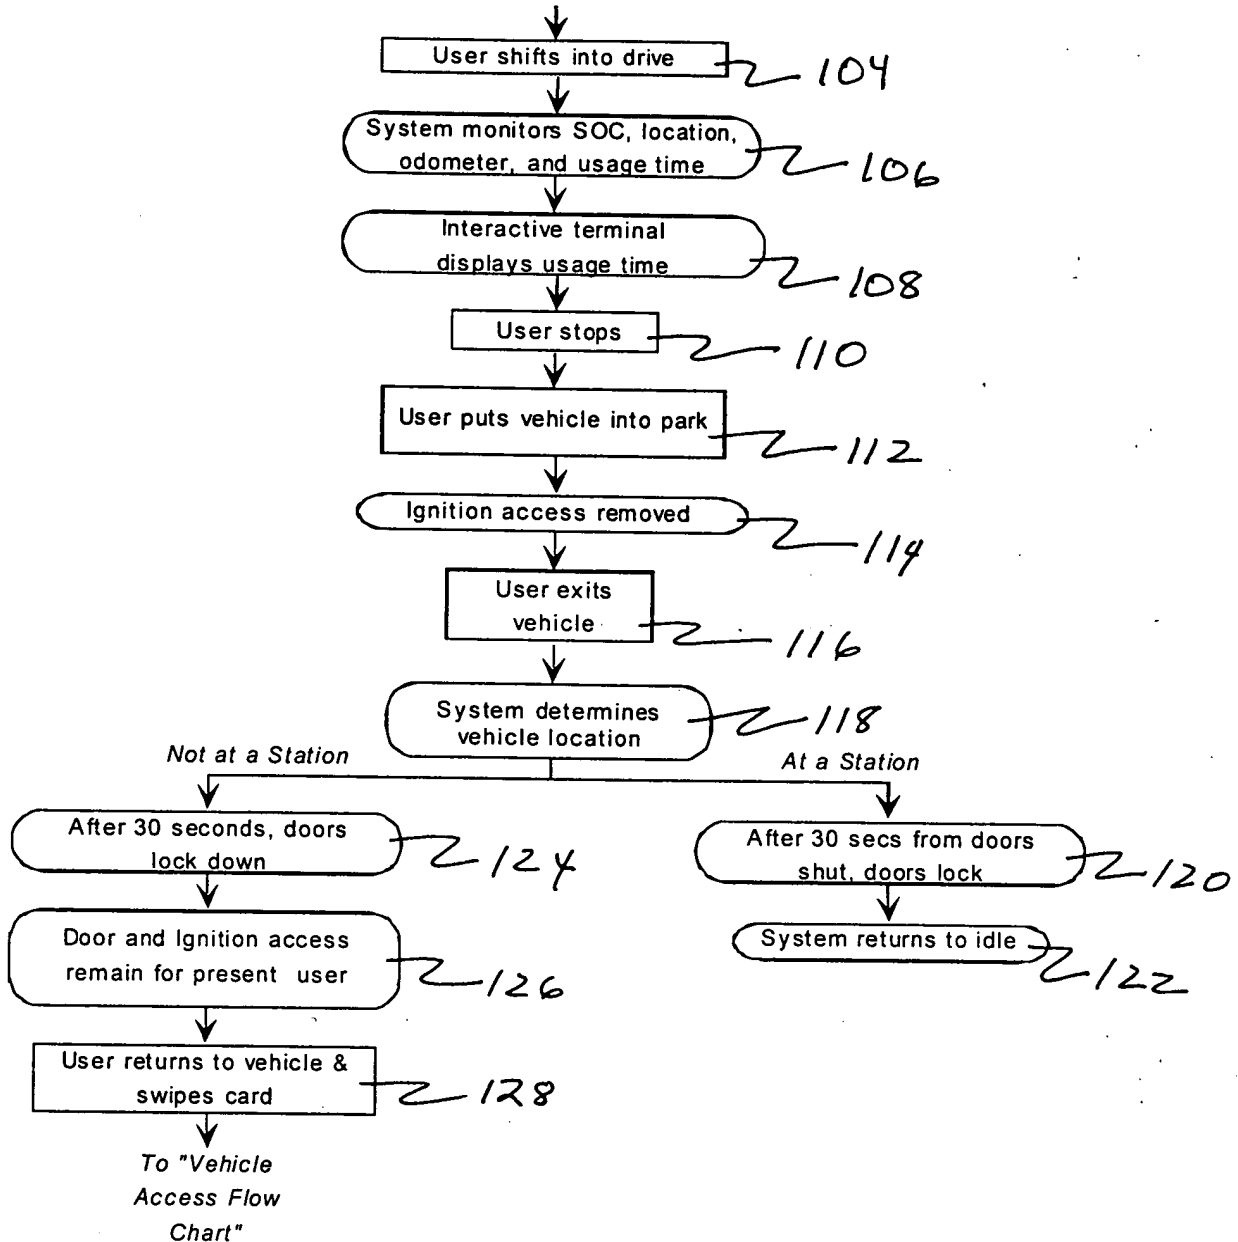 User shifts into drive
104
System monitors SOC, location,
odometer, and usage time
106
Interactive terminal
displays usage time
108
User stops
110
User puts vehicle into park
112
Ignition access removed
114
User exits
vehicle
116
System determines
vehicle location
118
Not at a Station
At a Station
After 30 seconds, doors
lock down
124
After 30 secs from doors
shut, doors lock
120
Door and Ignition access
remain for present user
126
System returns to idle
122
User returns to vehicle &
swipes card
128
To "Vehicle
Access Flow
Chart"